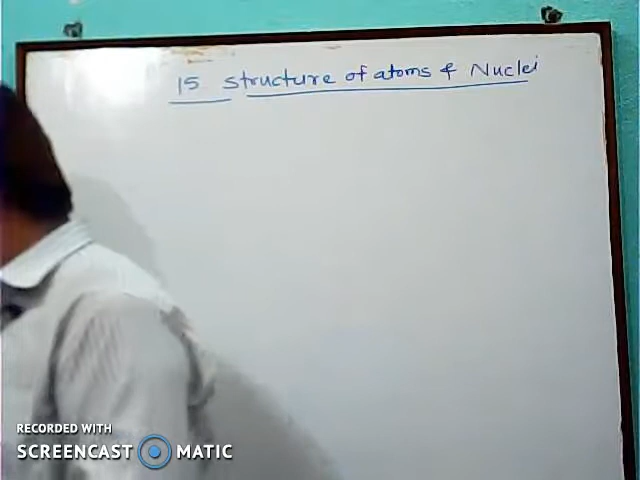 15 Structure of atoms & Nuclei
RECORDED WITH
SCREENCAST MATIC